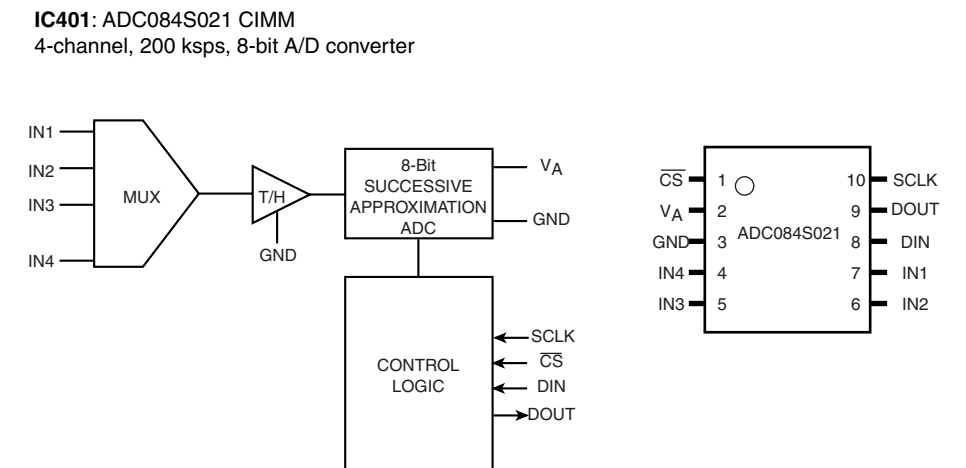 IC401: ADC084S021 CIMM
4-channel, 200 ksps, 8-bit A/D converter
IN1
IN2
IN3
IN4
MUX
T/H
GND
8-Bit
SUCCESSIVE
APPROXIMATION
ADC
VA
GND
CONTROL
LOGIC
SCLK
CS
DIN
DOUT
CS 1
VA 2
GND 3
IN4 4
IN3 5
ADC084S021
10 SCLK
9 DOUT
8 DIN
7 IN1
6 IN2